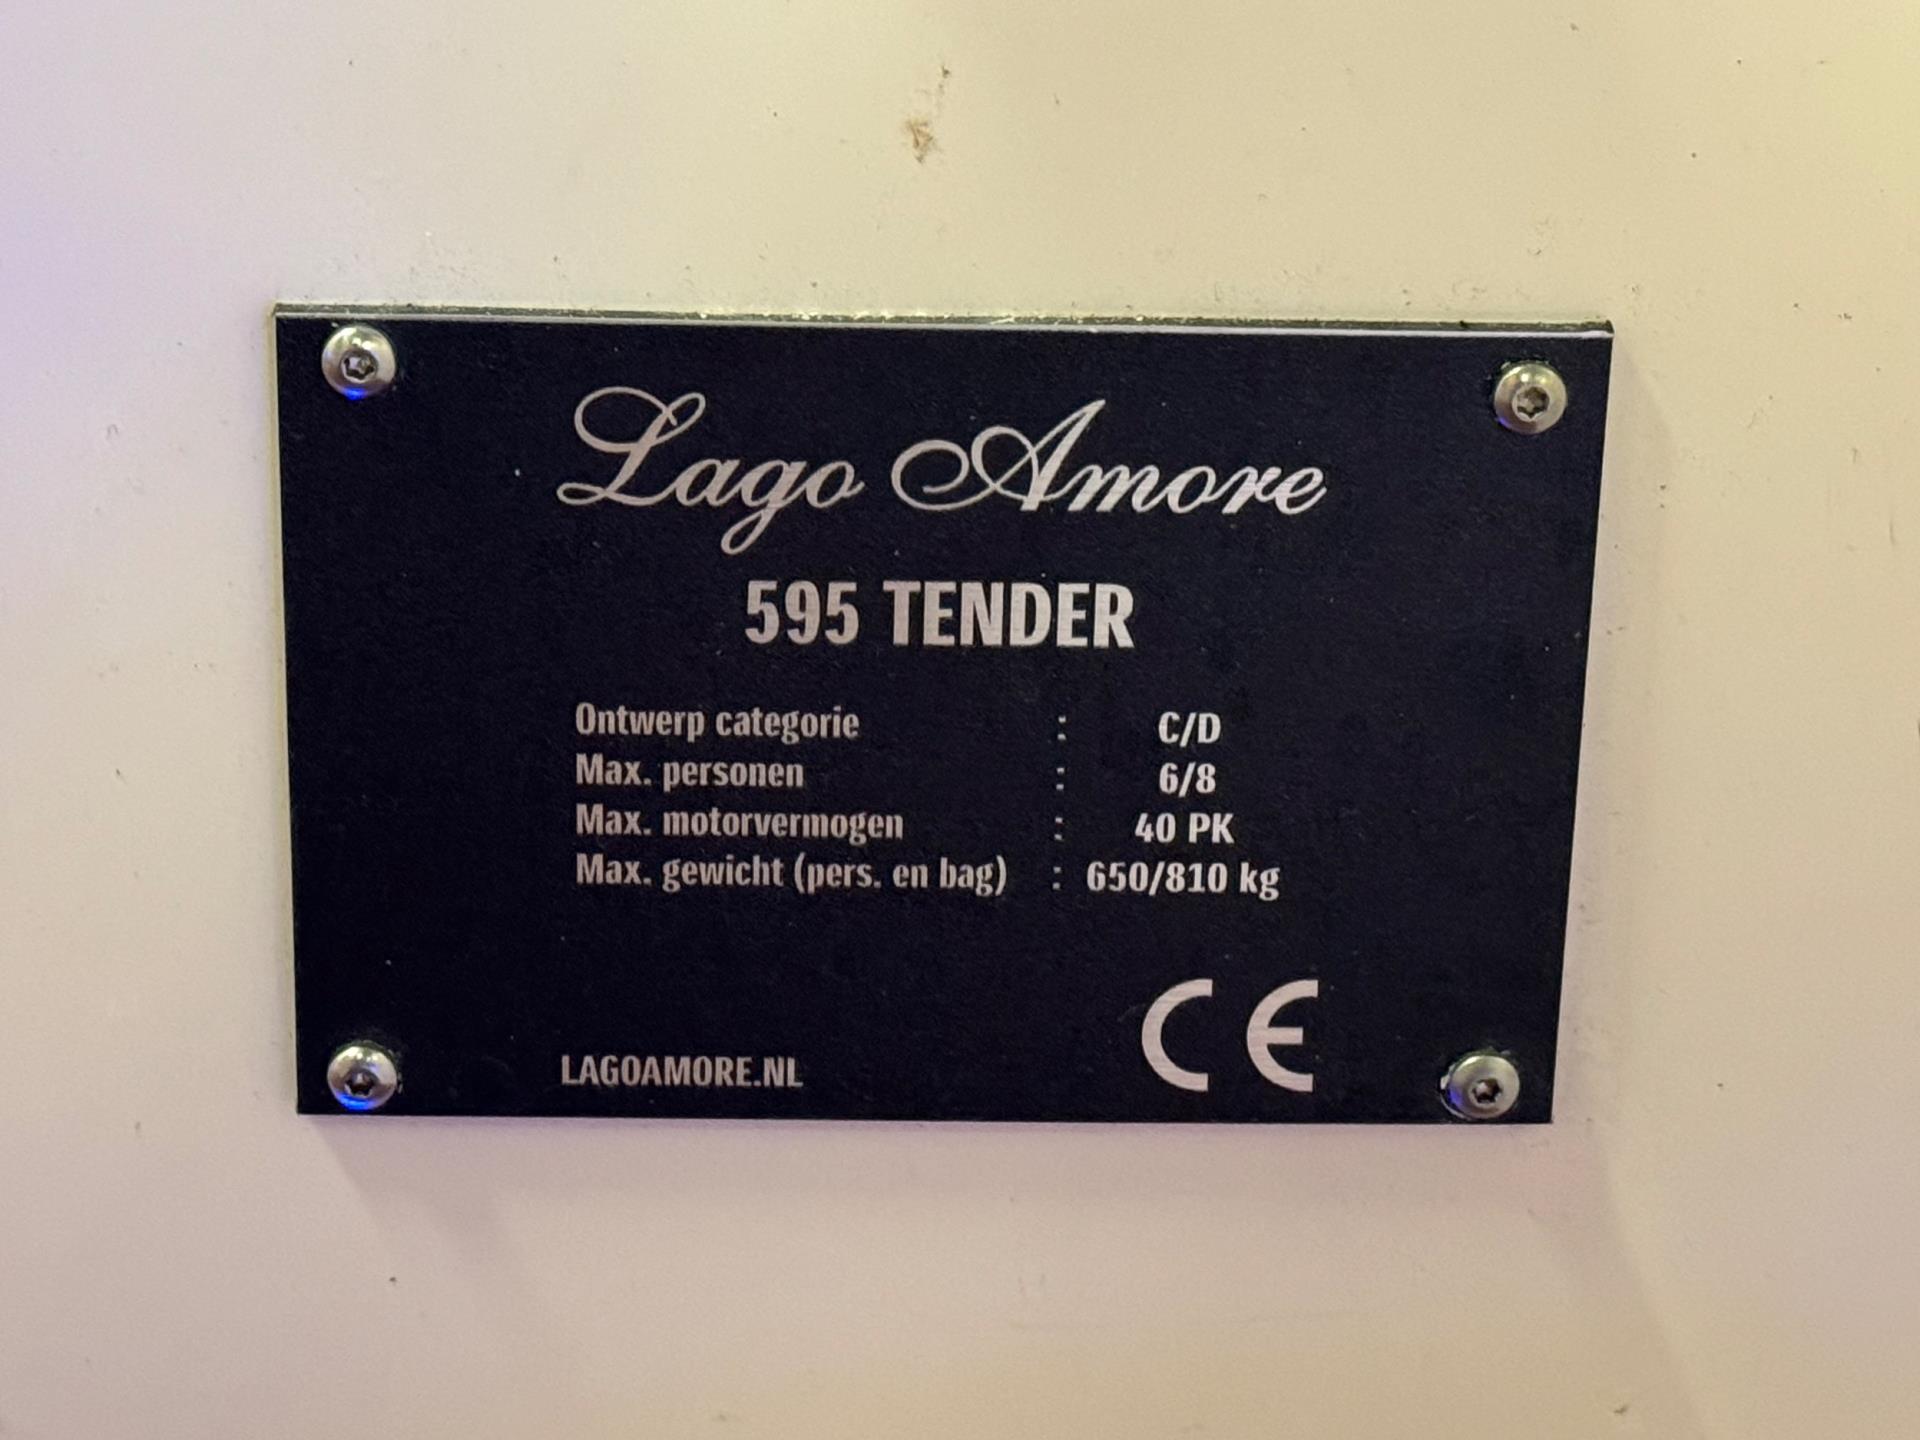 Lago Amore
595 TENDER
Ontwerp categorie : C/D
Max. personen : 6/8
Max. motorvermogen : 40 PK
Max. gewicht (pers. en bag) : 650/810 kg
CE
LAGOAMORE.NL